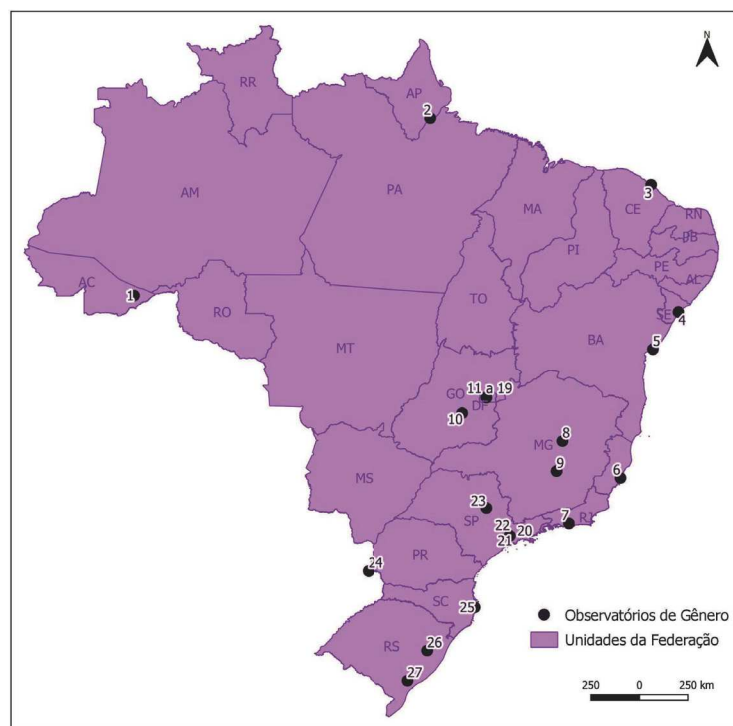 N
RR
AP
2
AM
PA
MA
CE
3
RN
PB
PI
PE
AL
AC
1
RO
TO
SE
4
BA
5
MT
11 a 19
GO
DF
10
8
MG
9
6
MS
23
SP
22
20
21
7
RJ
PR
24
SC
25
RS
26
27
Observatórios de Gênero
Unidades da Federação
250 0 250 km